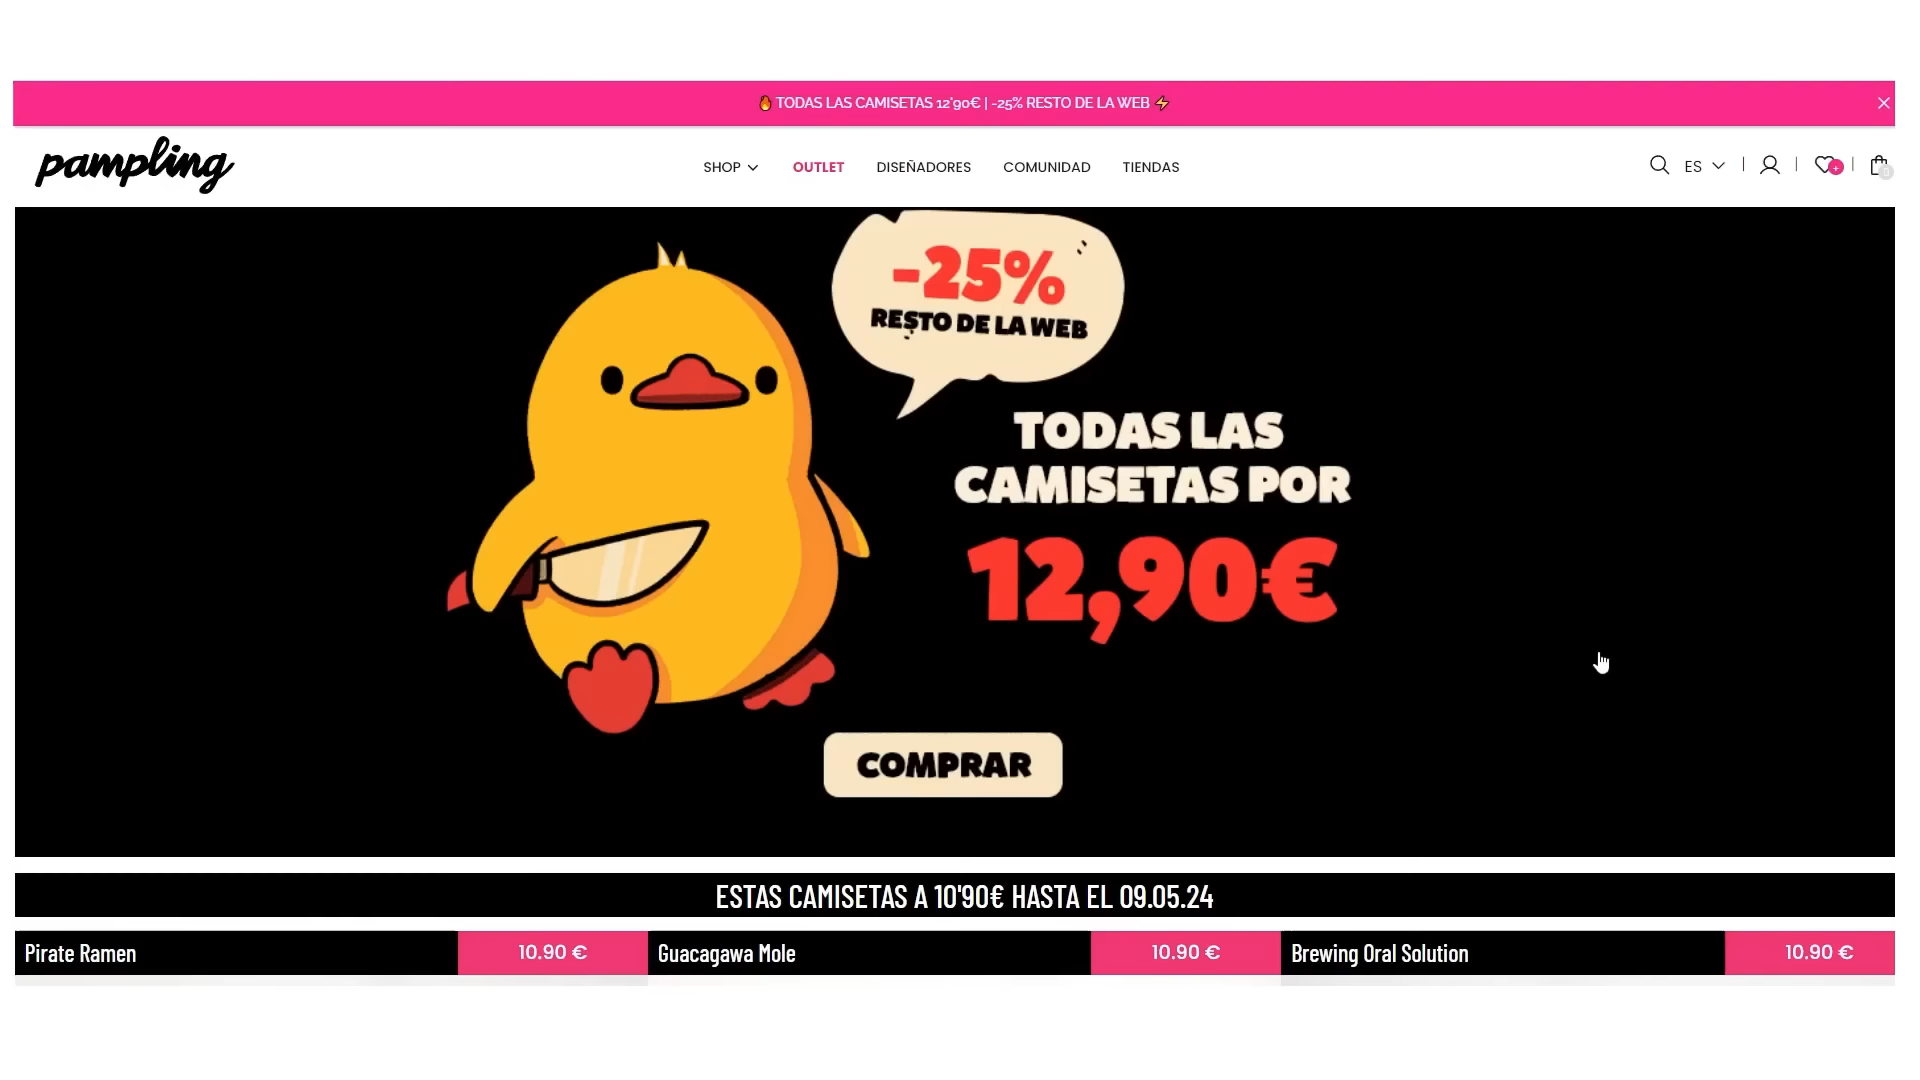 🔥 TODAS LAS CAMISETAS 12'90€ | -25% RESTO DE LA WEB ⚡
pampling
SHOP
OUTLET
DISEÑADORES
COMUNIDAD
TIENDAS
ES
-25%
RESTO DE LA WEB
TODAS LAS
CAMISETAS POR
12,90€
COMPRAR
ESTAS CAMISETAS A 10'90€ HASTA EL 09.05.24
Pirate Ramen
10.90 €
Guacagawa Mole
10.90 €
Brewing Oral Solution
10.90 €